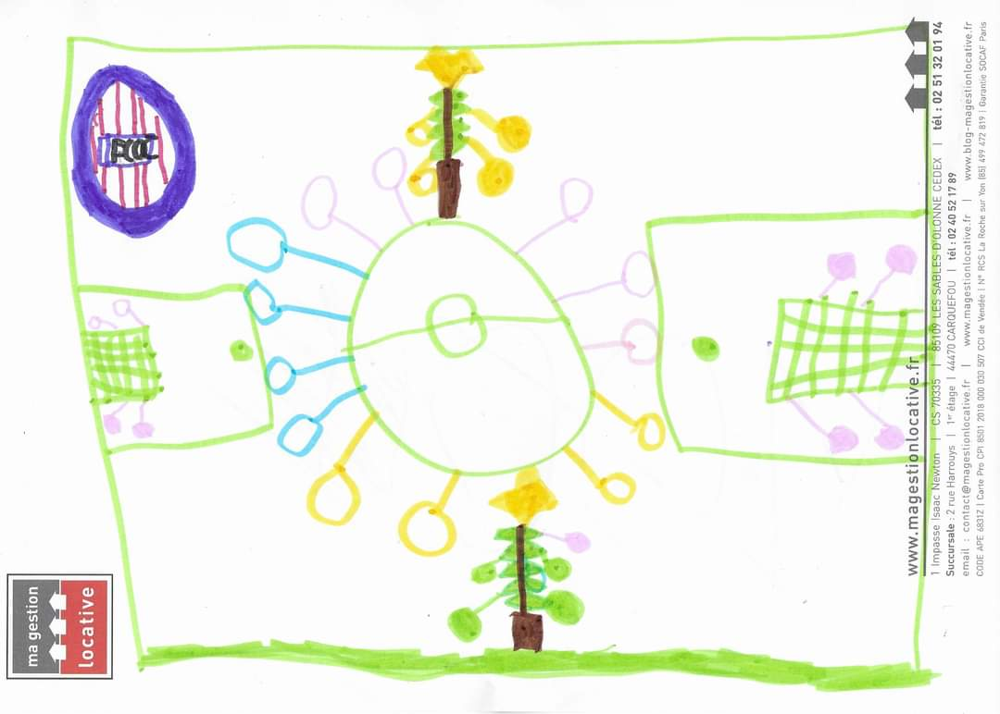 ma gestion
locative
www.magestionlocative.fr
1 Impasse Isaac Newton | CS 70335 | 85109 LES SABLES D'OLONNE CEDEX | tél : 02 51 32 01 94
Succursale : 2 rue Harrouys | 1er étage | 44470 CARQUEFOU | tél : 02 40 52 17 89
email : contact@magestionlocative.fr | www.magestionlocative.fr | www.blog-magestionlocative.fr
CODE APE 6831Z | Carte Pro CPI 8501 2018 000 030 507 CCI de Vendée | N° RCS La Roche sur Yon (85) 499 472 819 | Garantie SOCAF Paris